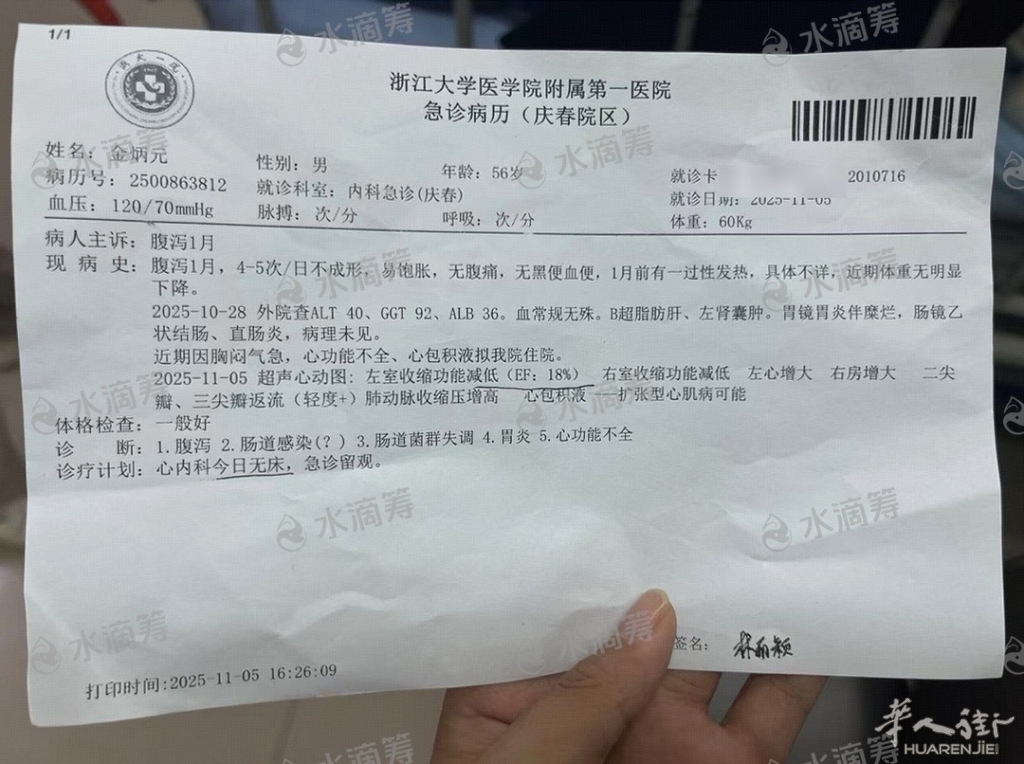 1/1
浙大一院
浙江大学医学院附属第一医院
急诊病历（庆春院区）
姓名：金炳元 性别：男 年龄：56岁 就诊卡 2010716
病历号：2500863812 就诊科室：内科急诊(庆春) 就诊日期：2025-11-05
血压：120/70mmHg 脉搏：次/分 呼吸：次/分 体重：60Kg
病人主诉：腹泻1月
现 病 史：腹泻1月，4-5次/日不成形，易饱胀，无腹痛，无黑便血便，1月前有一过性发热，具体不详，近期体重无明显
下降。
2025-10-28 外院查ALT 40、GGT 92、ALB 36。血常规无殊。B超脂肪肝、左肾囊肿。胃镜胃炎伴糜烂，肠镜乙
状结肠、直肠炎，病理未见。
近期因胸闷气急，心功能不全、心包积液拟我院住院。
2025-11-05 超声心动图：左室收缩功能减低（EF：18%） 右室收缩功能减低 左心增大 右房增大 二尖
瓣、三尖瓣返流（轻度+）肺动脉收缩压增高 心包积液 ——扩张型心肌病可能
体格检查：一般好
诊 断：1.腹泻 2.肠道感染(？) 3.肠道菌群失调 4.胃炎 5.心功能不全
诊疗计划：心内科今日无床，急诊留观。
签名：林丽颖
打印时间:2025-11-05 16:26:09
水滴筹
华人街
HUARENJIE